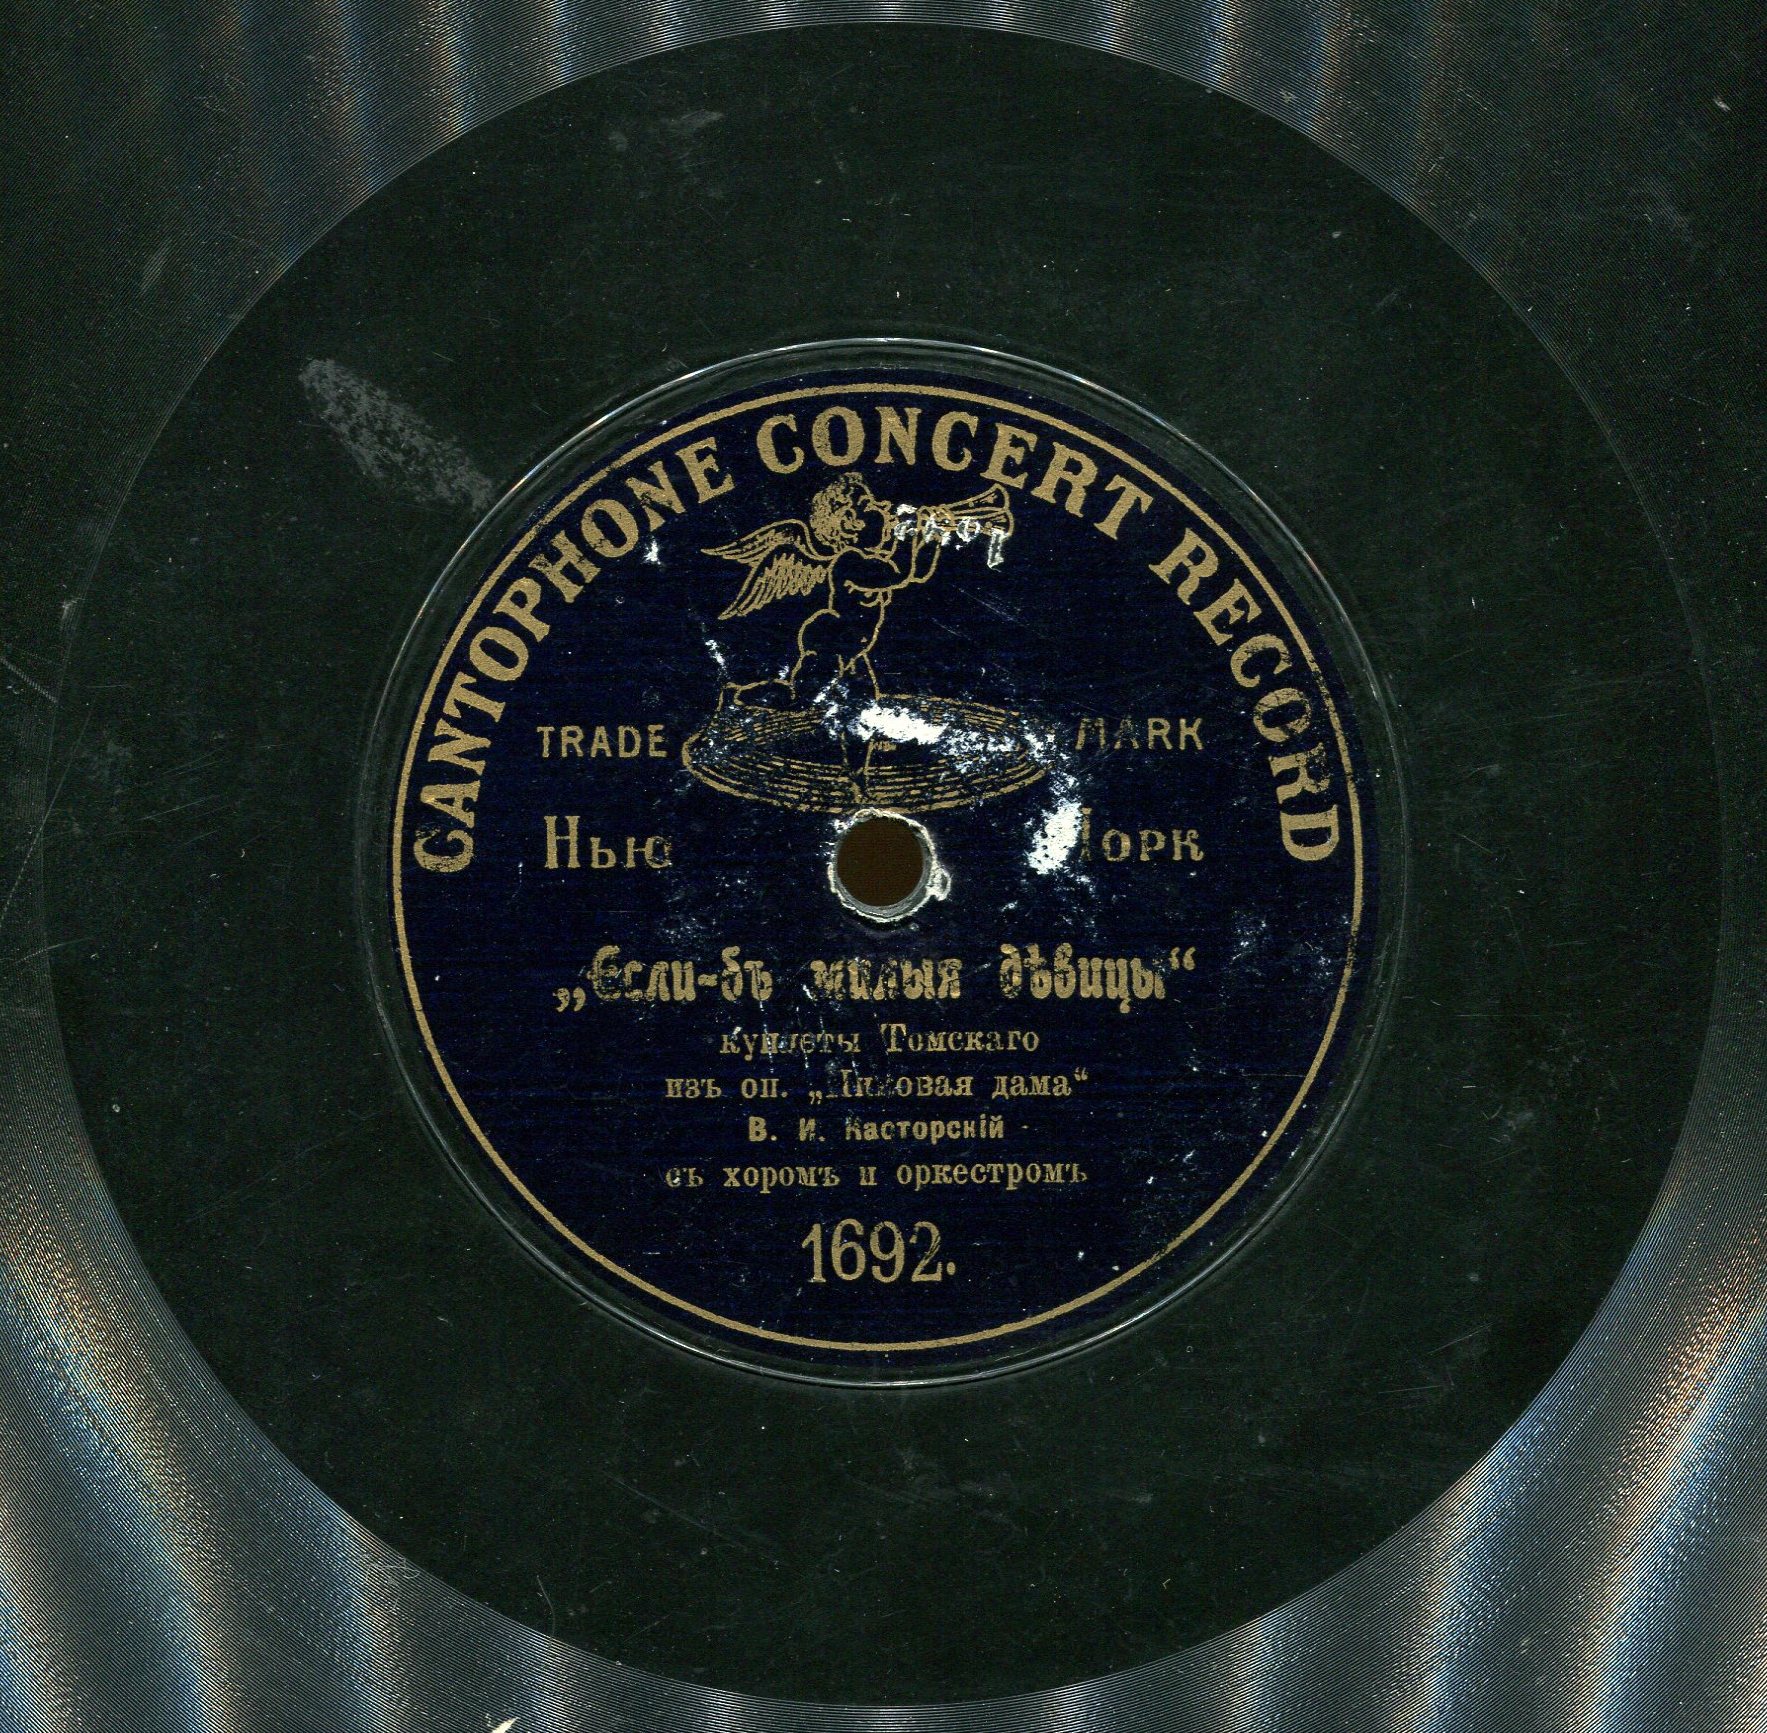 CANTOPHONE CONCERT RECORD
TRADE MARK
Нью Йорк
„Если-бъ милыя дѣвицы“
куплеты Томскаго
изъ оп. „Пиковая дама“
В. И. Касторскій
съ хоромъ и оркестромъ
1692.